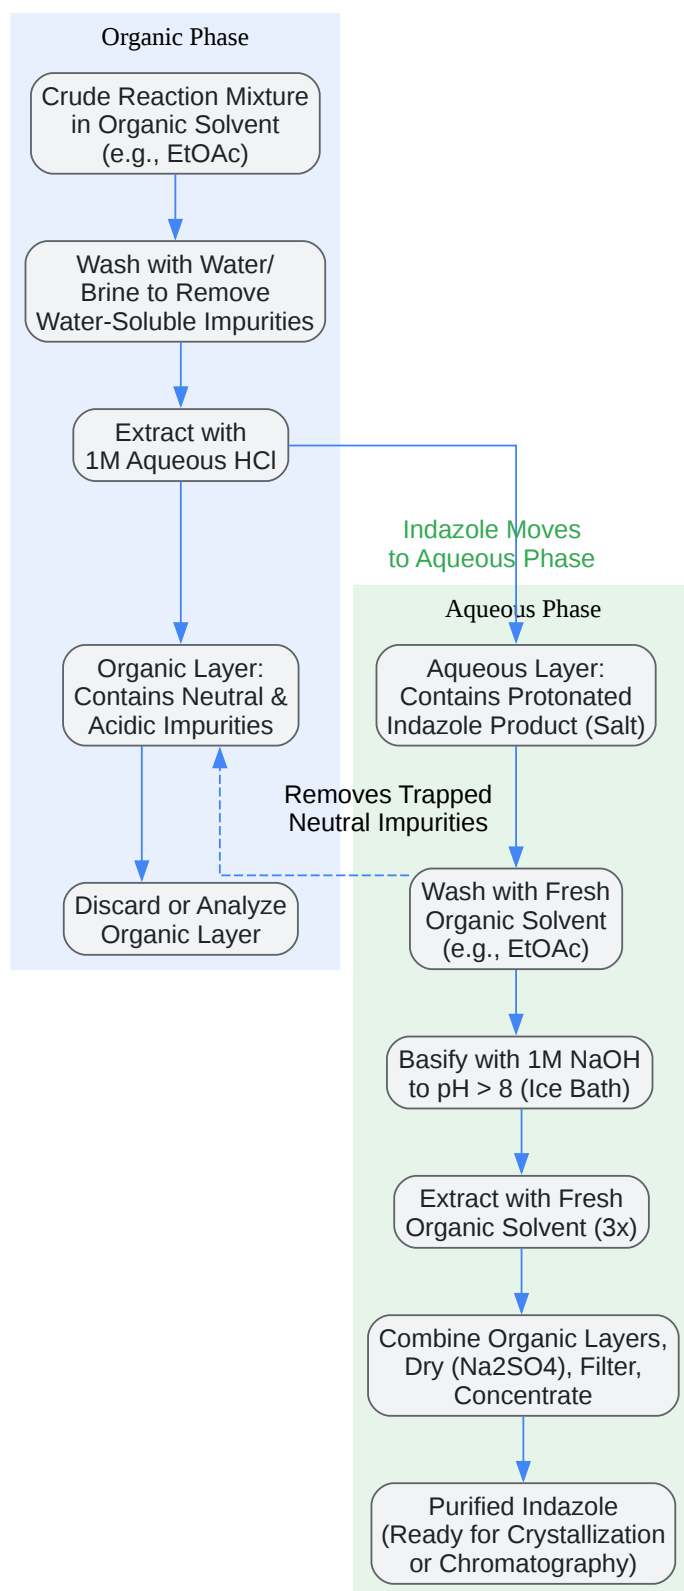 Organic Phase
Crude Reaction Mixture
in Organic Solvent
(e.g., EtOAc)
Wash with Water/
Brine to Remove
Water-Soluble Impurities
Extract with
1M Aqueous HCl
Indazole Moves
to Aqueous Phase
Aqueous Phase
Organic Layer:
Contains Neutral &
Acidic Impurities
Aqueous Layer:
Contains Protonated
Indazole Product (Salt)
Removes Trapped
Neutral Impurities
Discard or Analyze
Organic Layer
Wash with Fresh
Organic Solvent
(e.g., EtOAc)
Basify with 1M NaOH
to pH > 8 (Ice Bath)
Extract with Fresh
Organic Solvent (3x)
Combine Organic Layers,
Dry (Na2SO4), Filter,
Concentrate
Purified Indazole
(Ready for Crystallization
or Chromatography)